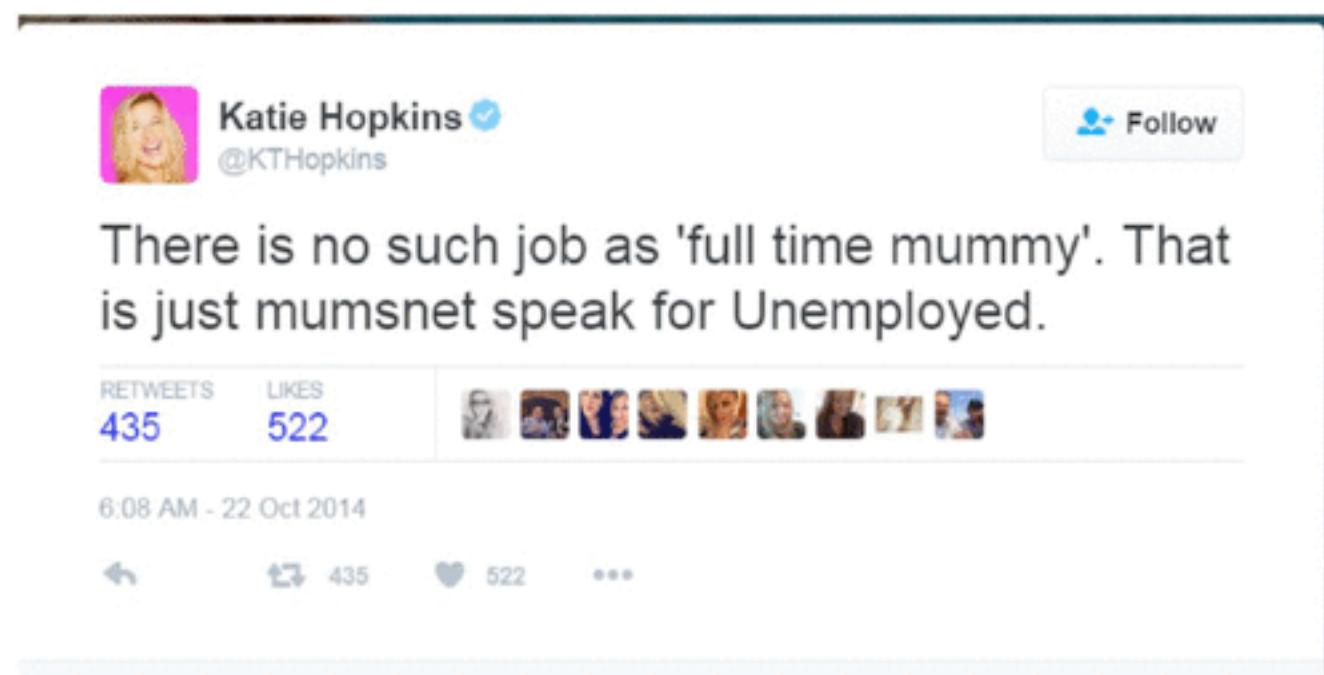 Katie Hopkins
@KTHopkins
Follow
There is no such job as 'full time mummy'. That
is just mumsnet speak for Unemployed.
RETWEETS LIKES
435 522
6:08 AM - 22 Oct 2014
435 522